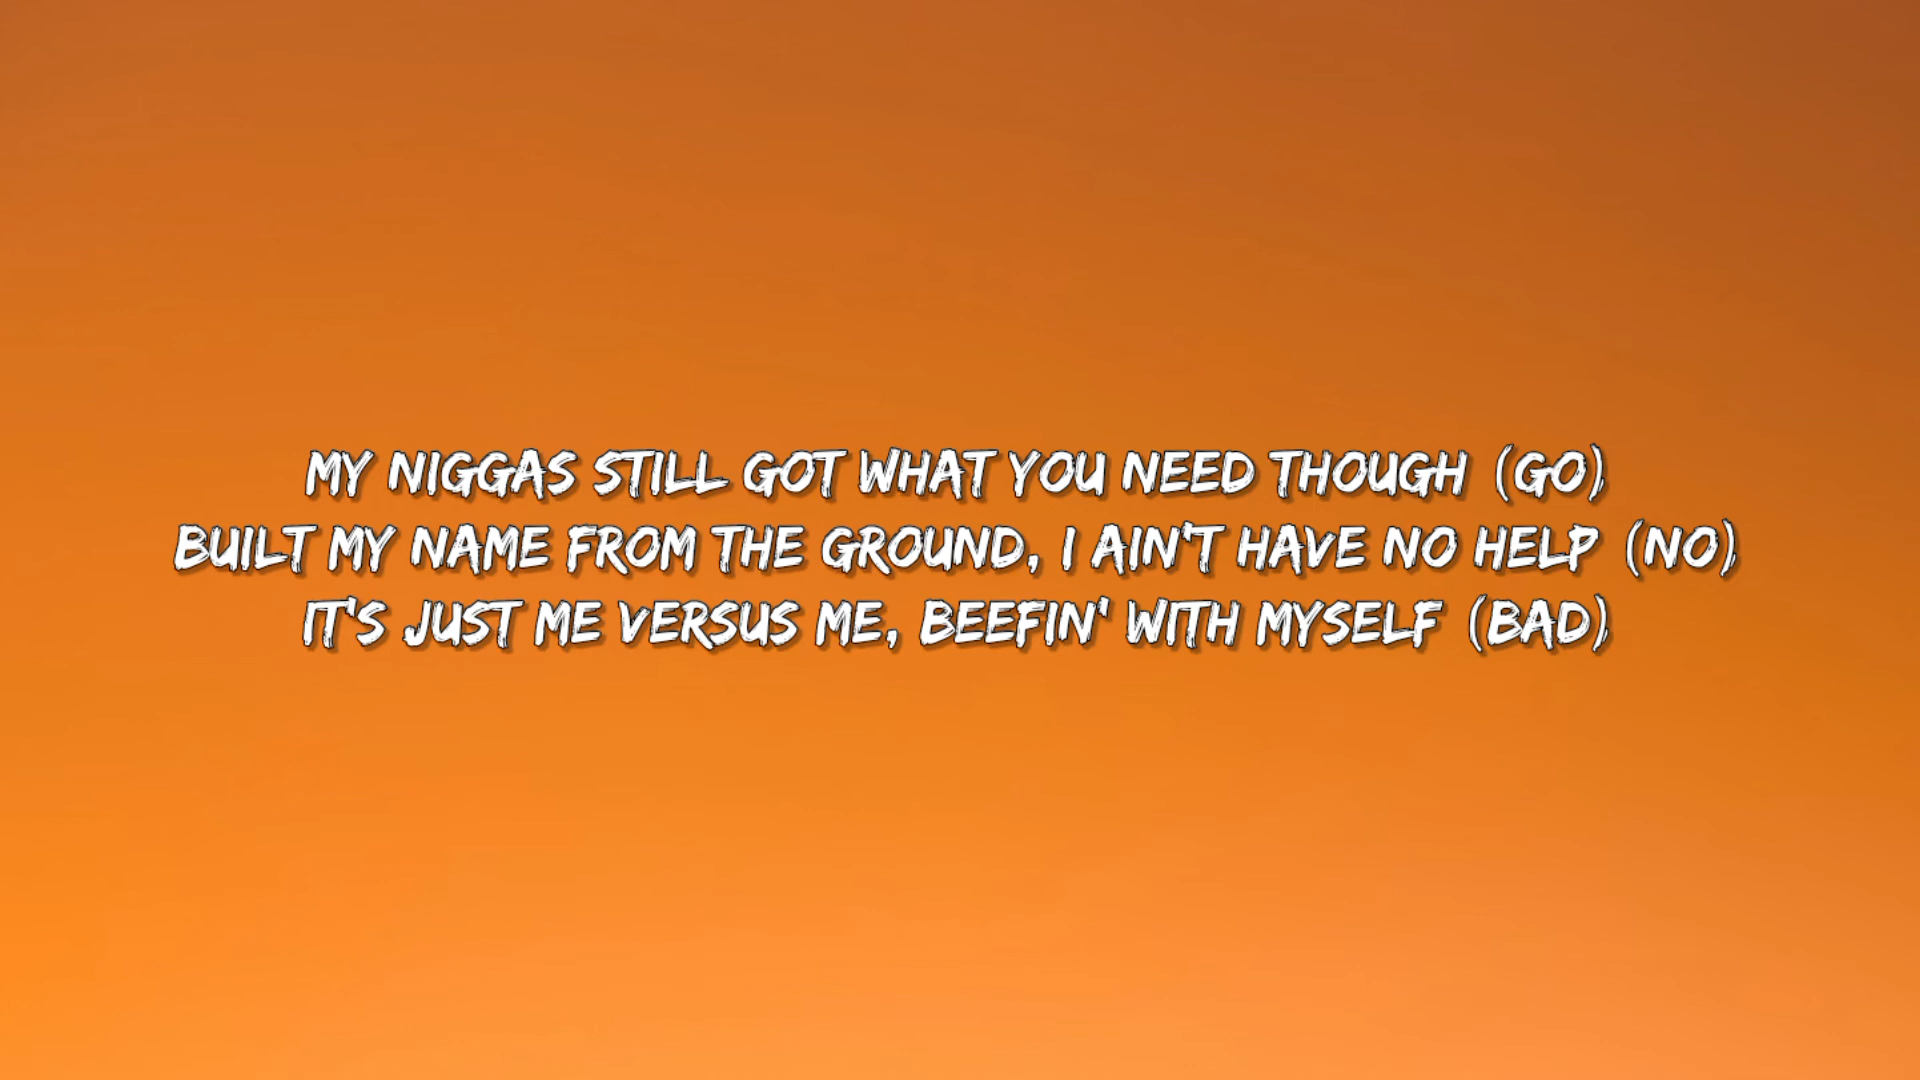 MY NIGGAS STILL GOT WHAT YOU NEED THOUGH (GO)
BUILT MY NAME FROM THE GROUND, I AIN'T HAVE NO HELP (NO)
IT'S JUST ME VERSUS ME, BEEFIN' WITH MYSELF (BAD)